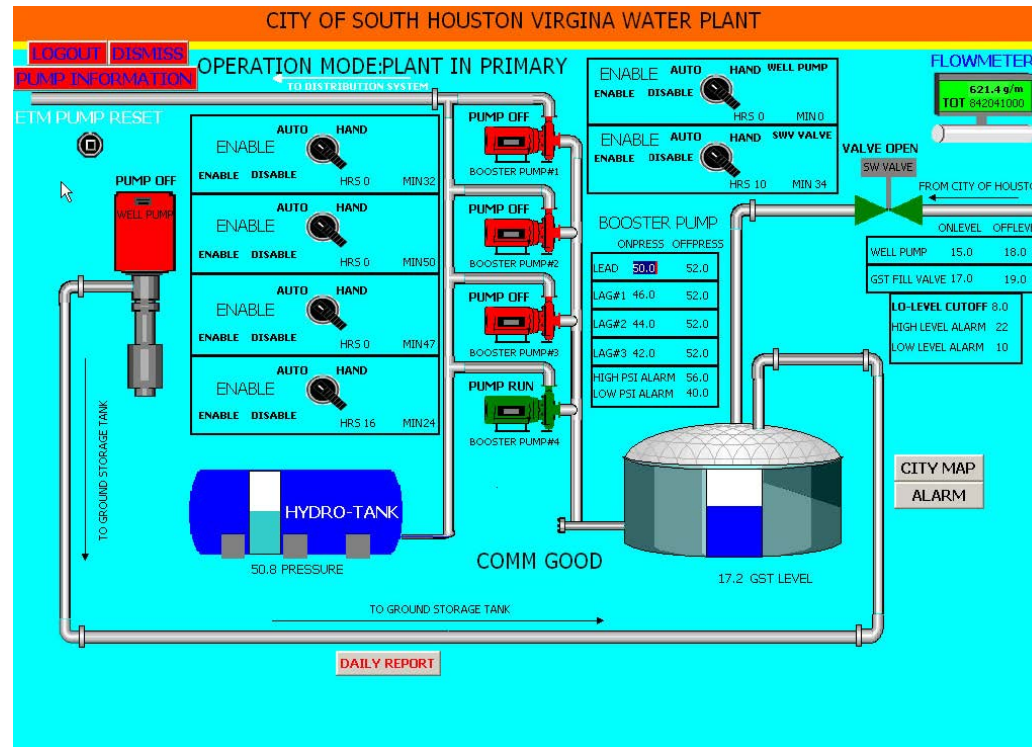 CITY OF SOUTH HOUSTON VIRGINA WATER PLANT
LOGOUT DISMISS
PUMP INFORMATION
OPERATION MODE:PLANT IN PRIMARY
TO DISTRIBUTION SYSTEM
ETM PUMP RESET
PUMP OFF
WELL PUMP
TO GROUND STORAGE TANK
AUTO HAND
ENABLE
ENABLE DISABLE
HRS 0 MIN32
AUTO HAND
ENABLE
ENABLE DISABLE
HRS 0 MIN50
AUTO HAND
ENABLE
ENABLE DISABLE
HRS 0 MIN47
AUTO HAND
ENABLE
ENABLE DISABLE
HRS 16 MIN24
PUMP OFF
BOOSTER PUMP#1
PUMP OFF
BOOSTER PUMP#2
PUMP OFF
BOOSTER PUMP#3
PUMP RUN
BOOSTER PUMP#4
ENABLE AUTO HAND WELL PUMP
ENABLE DISABLE
HRS 0 MIN 0
ENABLE AUTO HAND SWV VALVE
ENABLE DISABLE
HRS 10 MIN 34
FLOWMETER
621.4 g/m
TOT 842041000
VALVE OPEN
SW VALVE
FROM CITY OF HOUSTO
ONLEVEL OFFLEVE
WELL PUMP 15.0 18.0
GST FILL VALVE 17.0 19.0
LO-LEVEL CUTOFF 8.0
HIGH LEVEL ALARM 22
LOW LEVEL ALARM 10
BOOSTER PUMP
ONPRESS OFFPRESS
LEAD 50.0 52.0
LAG#1 46.0 52.0
LAG#2 44.0 52.0
LAG#3 42.0 52.0
HIGH PSI ALARM 56.0
LOW PSI ALARM 40.0
CITY MAP
ALARM
HYDRO-TANK
50.8 PRESSURE
COMM GOOD
17.2 GST LEVEL
TO GROUND STORAGE TANK
DAILY REPORT